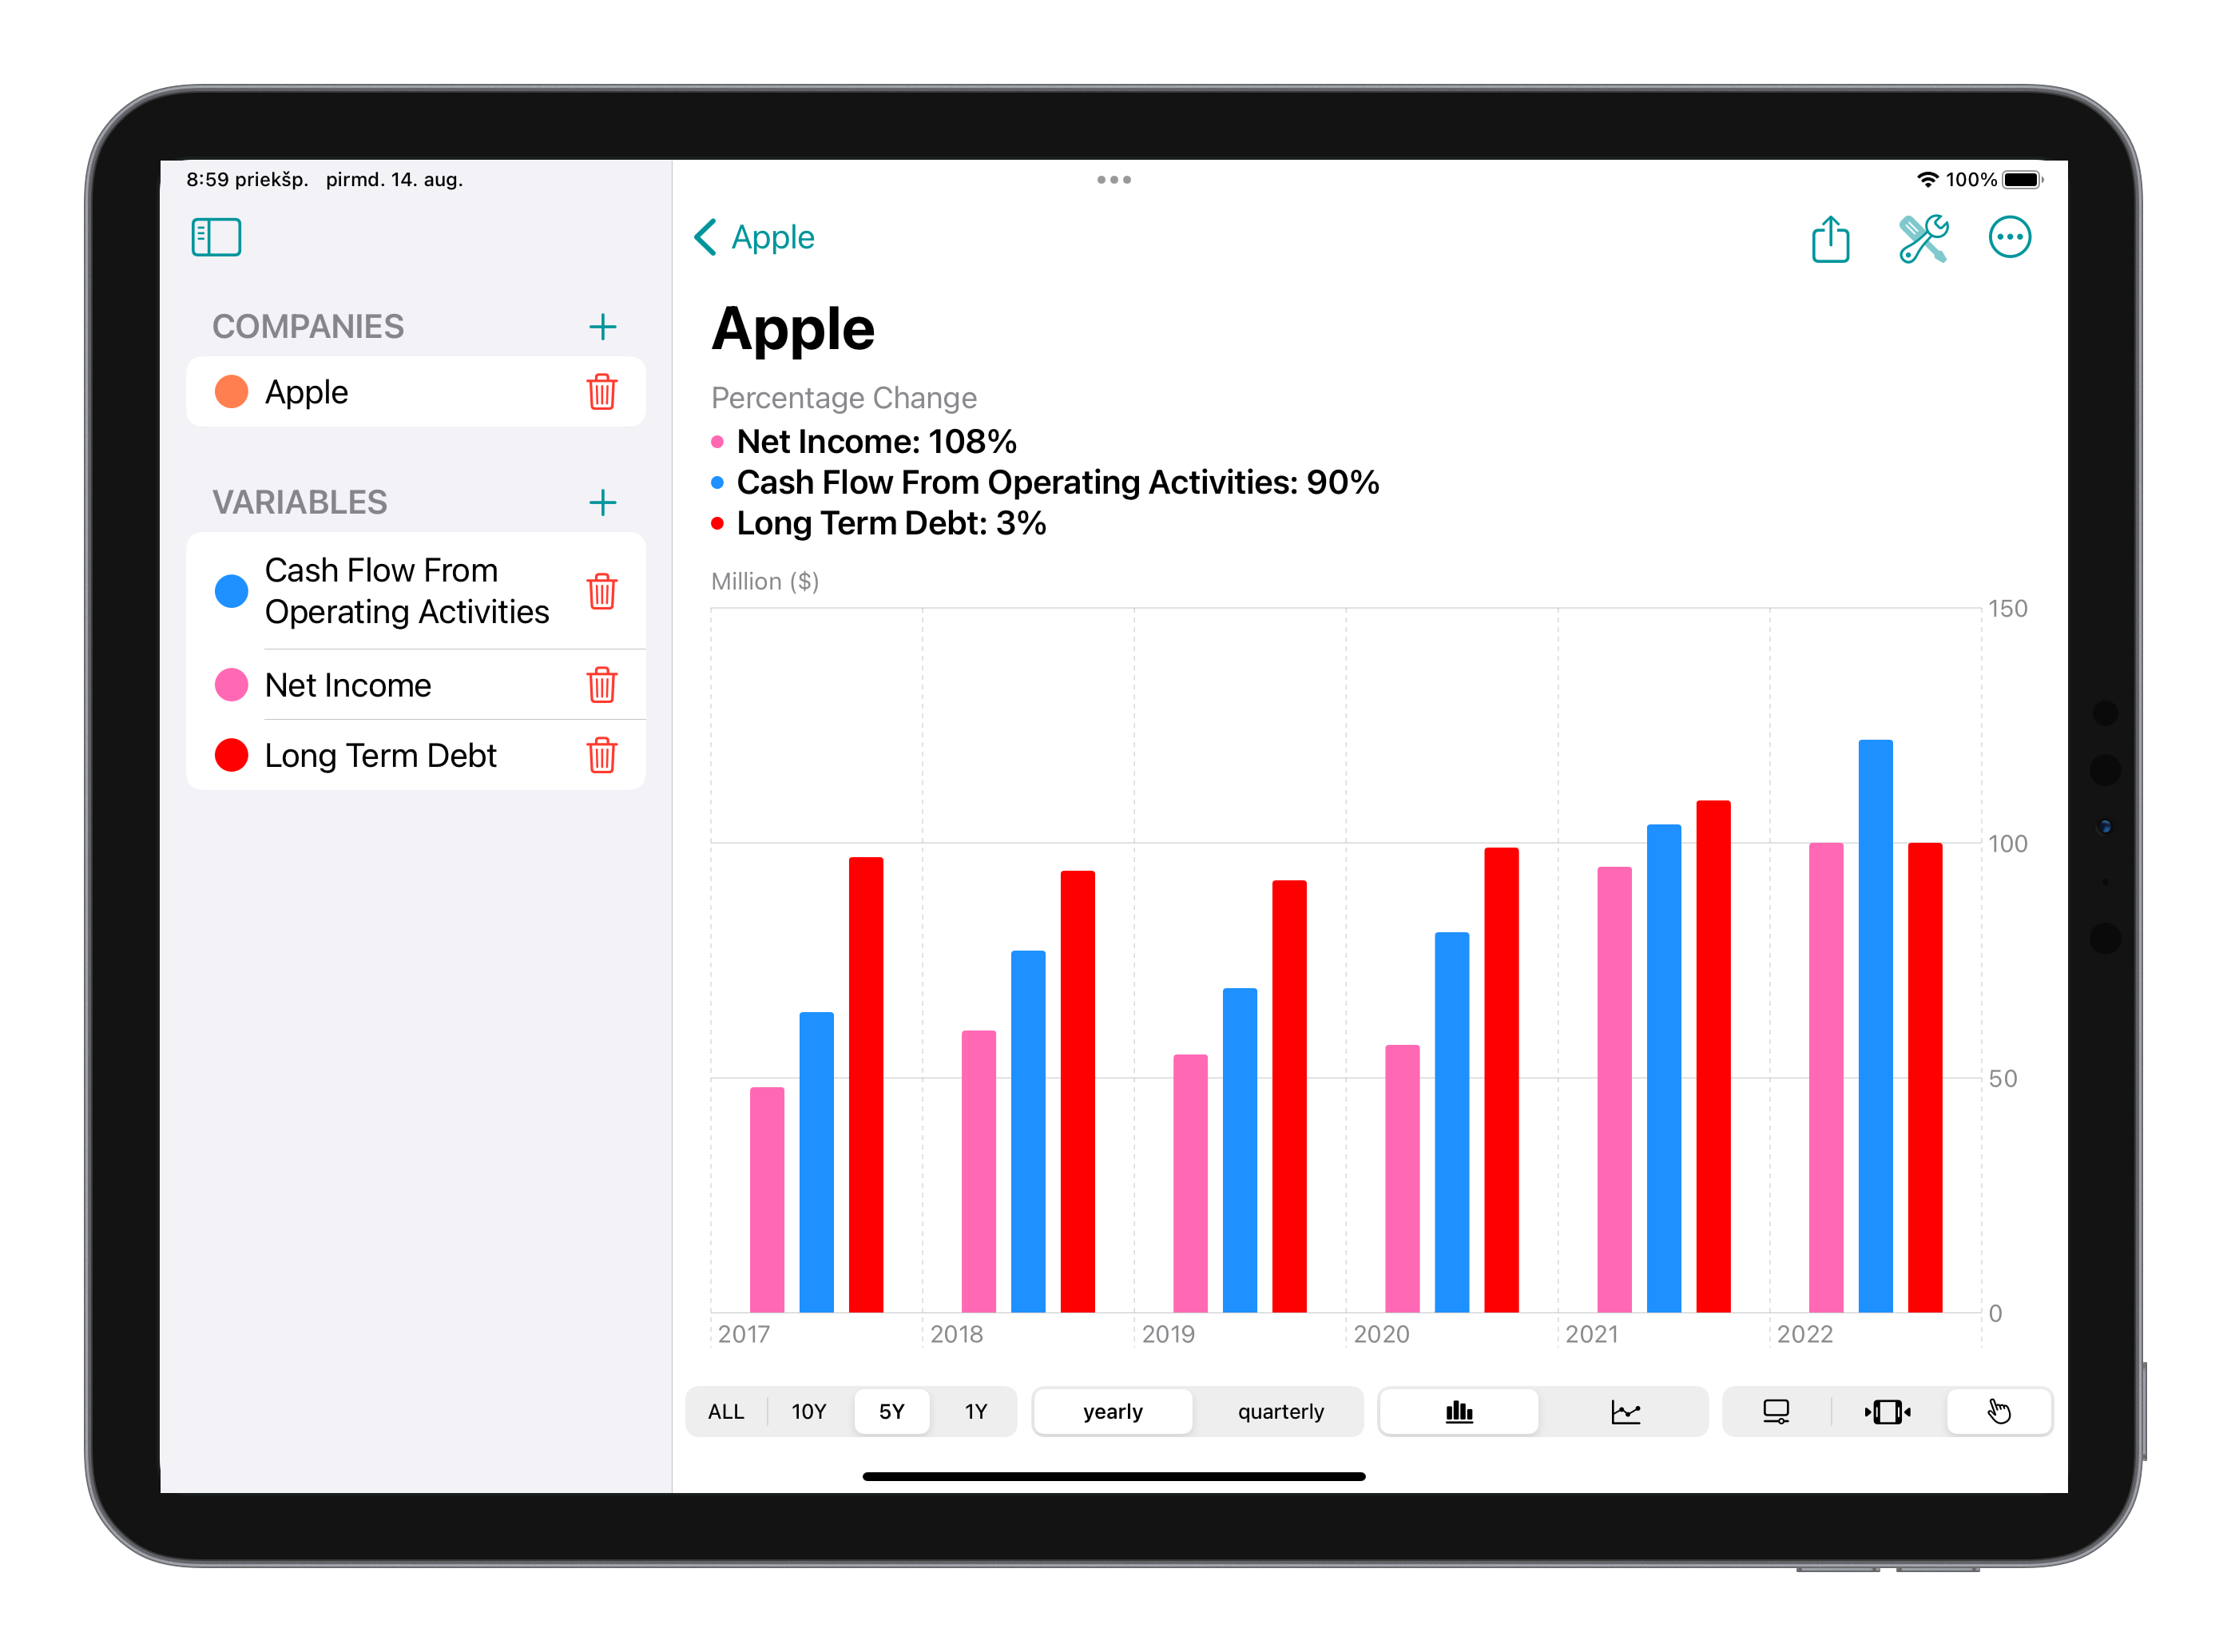 8:59 priekšp. pirmd. 14. aug.
100%
COMPANIES
Apple
VARIABLES
Cash Flow From
Operating Activities
Net Income
Long Term Debt
Apple
Apple
Percentage Change
Net Income: 108%
Cash Flow From Operating Activities: 90%
Long Term Debt: 3%
Million ($)
150
100
50
0
2017 2018 2019 2020 2021 2022
ALL 10Y 5Y 1Y yearly quarterly